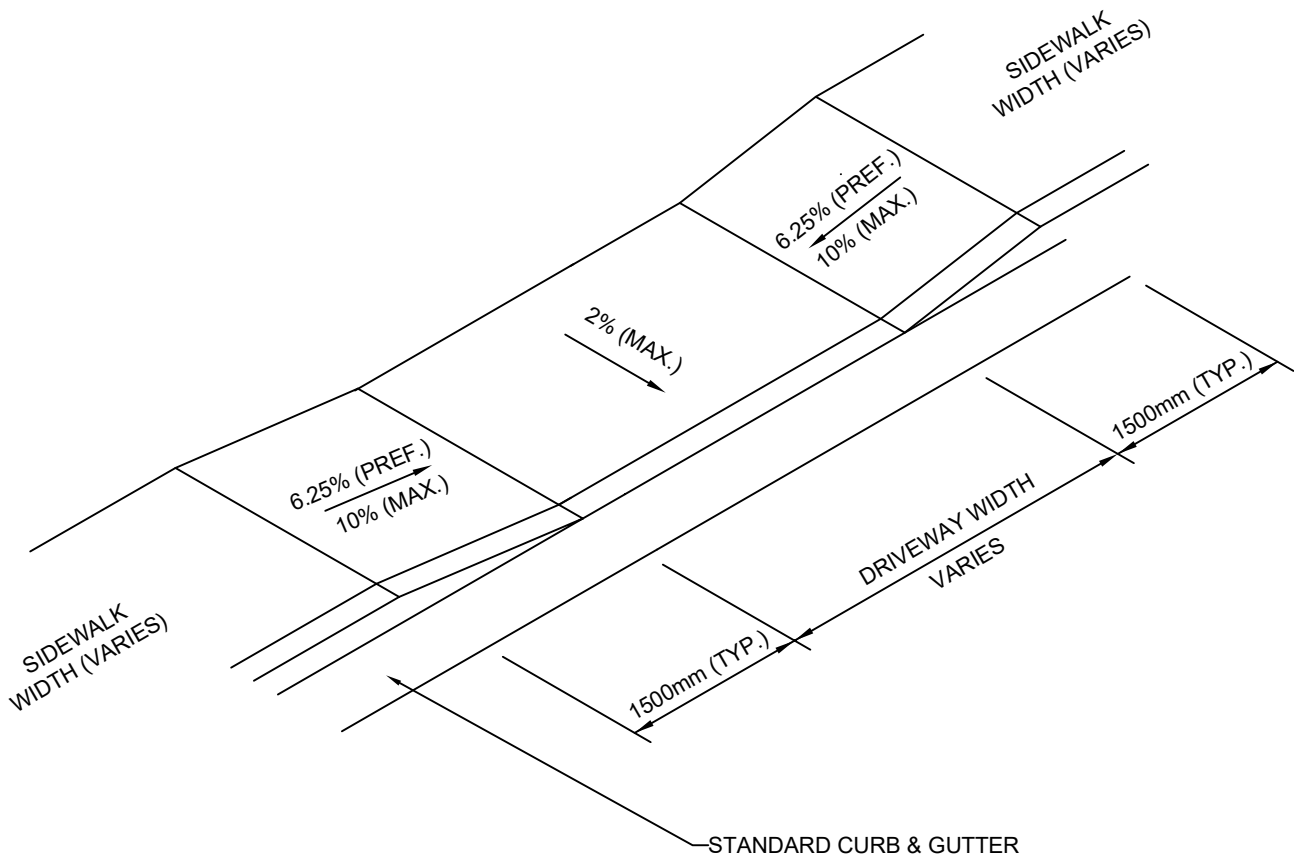 SIDEWALK
WIDTH (VARIES)
6.25% (PREF.)
10% (MAX.)
2% (MAX.)
1500mm (TYP.)
6.25% (PREF.)
10% (MAX.)
DRIVEWAY WIDTH
VARIES
SIDEWALK
WIDTH (VARIES)
1500mm (TYP.)
STANDARD CURB & GUTTER